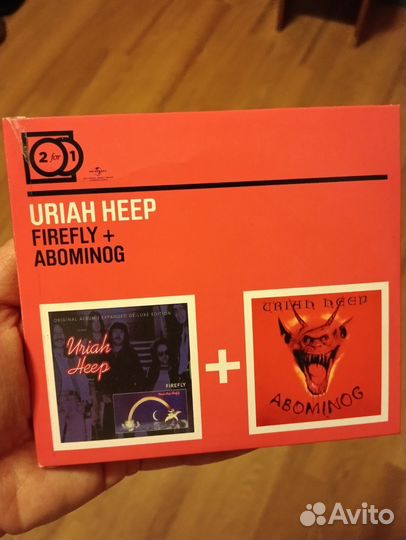 2 for 1
UNIVERSAL
URIAH HEEP
FIREFLY +
ABOMINOG
ORIGINAL ALBUM | EXPANDED DE-LUXE EDITION
Uriah
Heep
FIREFLY
+
URIAH HEEP
ABOMINOG
Avito